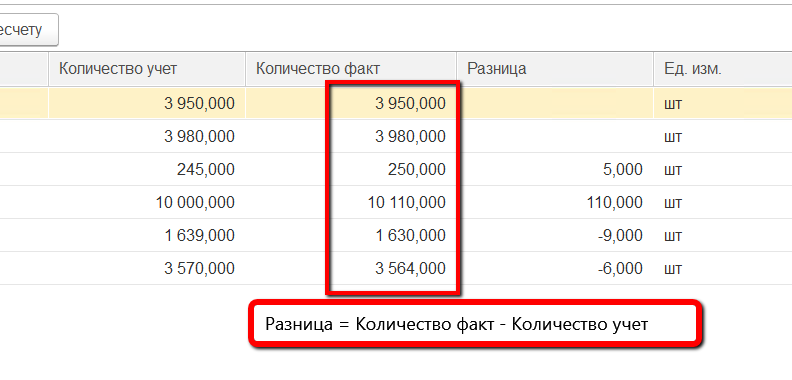 есчету
Количество учет Количество факт Разница Ед. изм.
3 950,000 3 950,000 шт
3 980,000 3 980,000 шт
245,000 250,000 5,000 шт
10 000,000 10 110,000 110,000 шт
1 639,000 1 630,000 -9,000 шт
3 570,000 3 564,000 -6,000 шт
Разница = Количество факт - Количество учет